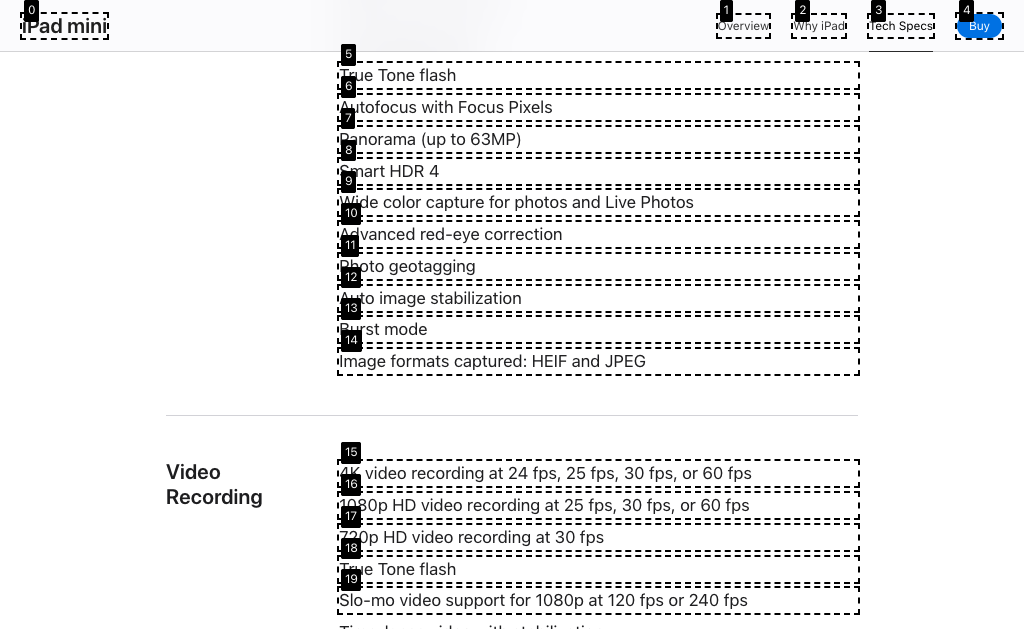 0
iPad mini
1
Overview
2
Why iPad
3
Tech Specs
4
Buy
5
True Tone flash
6
Autofocus with Focus Pixels
7
Panorama (up to 63MP)
8
Smart HDR 4
9
Wide color capture for photos and Live Photos
10
Advanced red-eye correction
11
Photo geotagging
12
Auto image stabilization
13
Burst mode
14
Image formats captured: HEIF and JPEG
Video
Recording
15
4K video recording at 24 fps, 25 fps, 30 fps, or 60 fps
16
1080p HD video recording at 25 fps, 30 fps, or 60 fps
17
720p HD video recording at 30 fps
18
True Tone flash
19
Slo-mo video support for 1080p at 120 fps or 240 fps